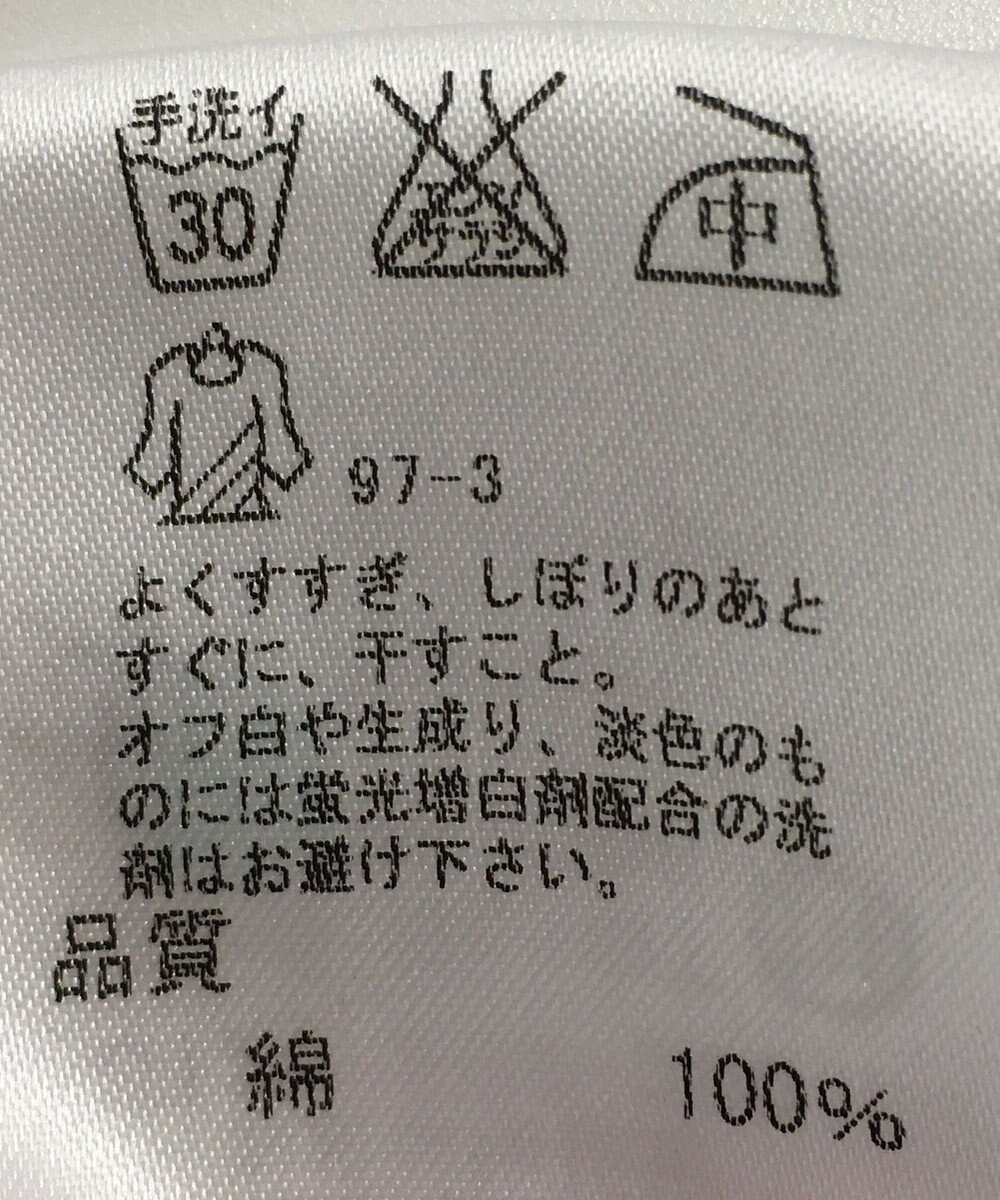 手洗イ
30
エンソ
サラシ
中
97-3
よくすすぎ、しぼりのあと
すぐに、干すこと。
オフ白や生成り、淡色のも
のには蛍光増白剤配合の洗
剤はお避け下さい。
品質
綿 100%